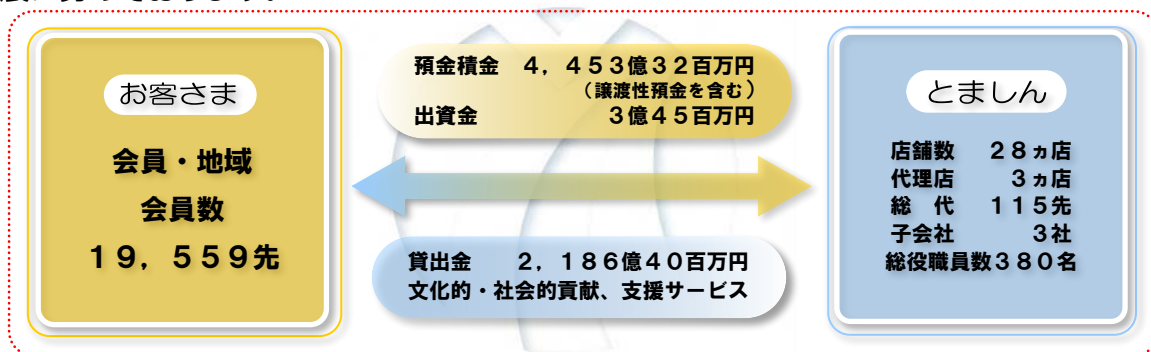 お客さま
会員・地域
会員数
１９，５５９先
預金積金　４，４５３億３２百万円
（譲渡性預金を含む）
出資金　３億４５百万円
貸出金　２，１８６億４０百万円
文化的・社会的貢献、支援サービス
とましん
店舗数　２８ヵ店
代理店　３ヵ店
総　代　１１５先
子会社　３社
総役職員数３８０名